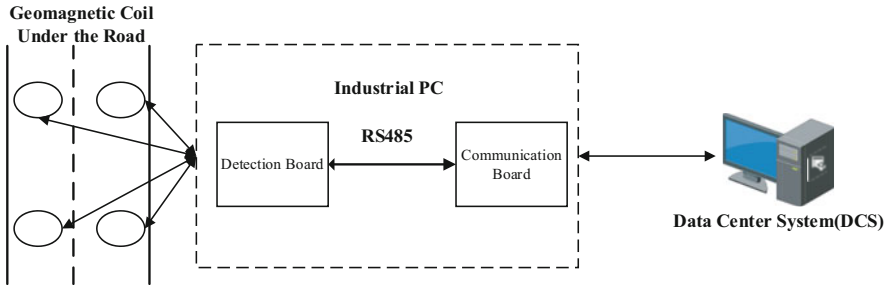 Geomagnetic Coil
Under the Road
Industrial PC
RS485
Detection Board
Communication
Board
Data Center System(DCS)